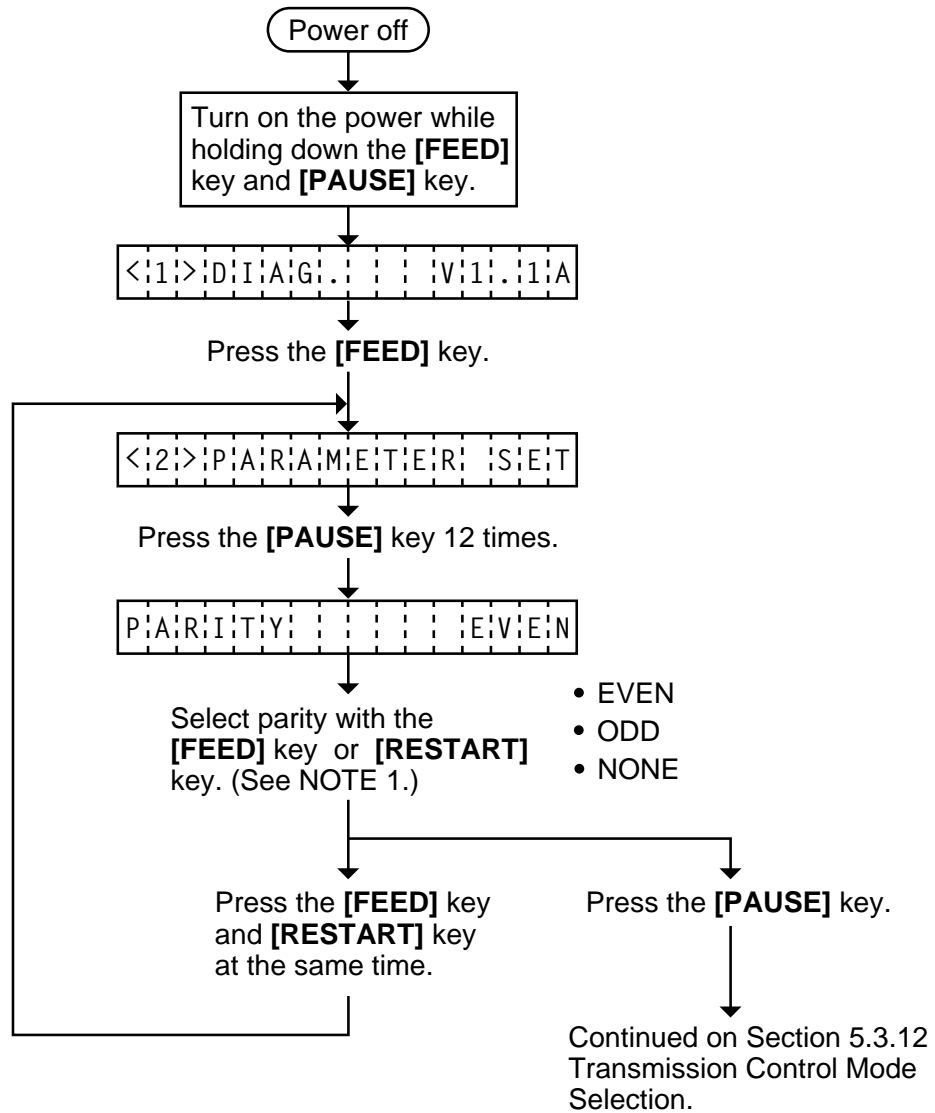 Power off
Turn on the power while
holding down the [FEED]
key and [PAUSE] key.
<1>DIAG.   V1.1A
Press the [FEED] key.
<2>PARAMETER SET
Press the [PAUSE] key 12 times.
PARITY      EVEN
Select parity with the
[FEED] key or [RESTART]
key. (See NOTE 1.)
• EVEN
• ODD
• NONE
Press the [FEED] key
and [RESTART] key
at the same time.
Press the [PAUSE] key.
Continued on Section 5.3.12
Transmission Control Mode
Selection.